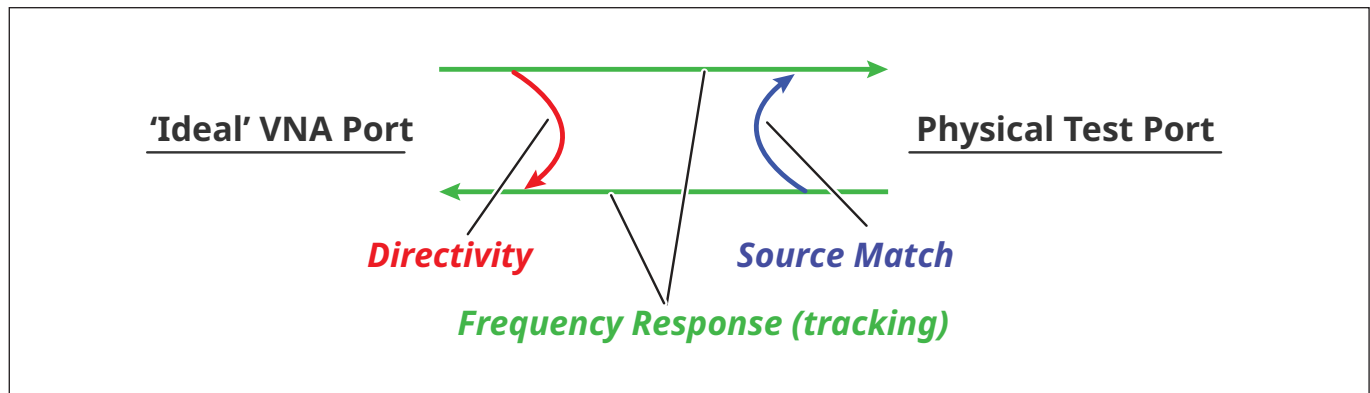 ‘Ideal’ VNA Port
Physical Test Port
Directivity
Source Match
Frequency Response (tracking)